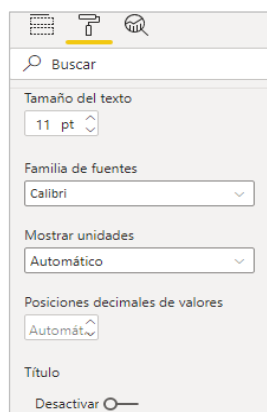 Buscar
Tamaño del texto
11 pt
Familia de fuentes
Calibri
Mostrar unidades
Automático
Posiciones decimales de valores
Automát.
Título
Desactivar